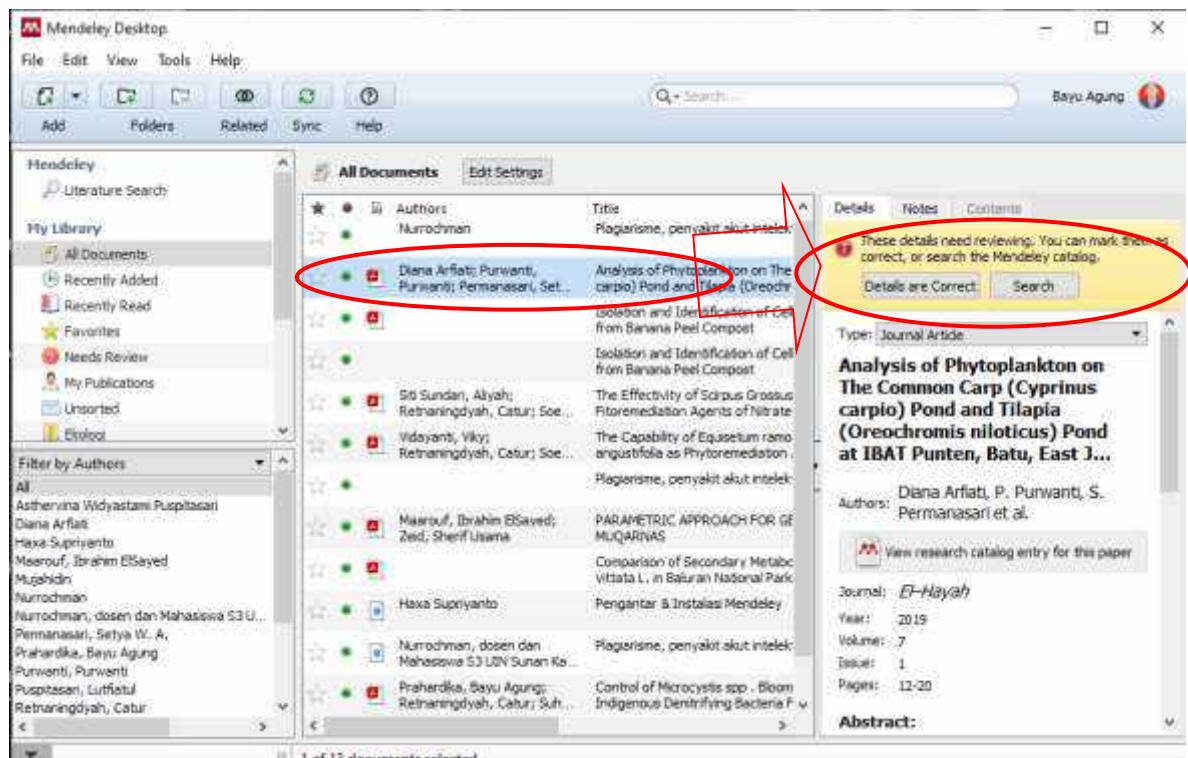 Mendeley Desktop
File Edit View Tools Help
Search...
Bayu Agung
Add Folders Related Sync Help
Mendeley
Literature Search
My Library
All Documents
Recently Added
Recently Read
Favorites
Needs Review
My Publications
Unsorted
Ekologi
Filter by Authors
All
Asthervina Widyastami Puspitasari
Diana Arfiati
Haxa Supriyanto
Maarouf, Ibrahim ElSayed
Mujahidin
Nurrochman
Nurrochman, dosen dan Mahasiswa S3 U...
Permanasari, Setya W. A.
Prahardika, Bayu Agung
Purwanti, Purwanti
Puspitasari, Lutfiatul
Retnaningdyah, Catur
All Documents Edit Settings
Authors Title
Nurrochman Plagiarisme, penyakit akut intelek
Diana Arfiati; Purwanti, Analysis of Phytoplankton on The
Purwanti; Permanasari, Set... carpio) Pond and Tilapia (Oreochr
Isolation and Identification of Cell
from Banana Peel Compost
Isolation and Identification of Cell
from Banana Peel Compost
Siti Sundari, Aliyah; The Effectivity of Scirpus Grossus
Retnaningdyah, Catur; Soe... Fitoremediation Agents of Nitrate
Vidayanti, Viky; The Capability of Equisetum ramo
Retnaningdyah, Catur; Soe... angustifolia as Phytoremediation .
Plagiarisme, penyakit akut intelek
Maarouf, Ibrahim ElSayed; PARAMETRIC APPROACH FOR GE
Zeid, Sherif Usama MUQARNAS
Comparison of Secondary Metabo
vittata L. in Baluran National Park
Haxa Supriyanto Pengantar & Instalasi Mendeley
Nurrochman, dosen dan Plagiarisme, penyakit akut intelek
Mahasiswa S3 UIN Sunan Ka...
Prahardika, Bayu Agung; Control of Microcystis spp . Bloom
Retnaningdyah, Catur; Suh... Indigenous Denitrifying Bacteria F
1 of 13 documents selected
Details Notes Contents
These details need reviewing. You can mark them as
correct, or search the Mendeley catalog.
Details are Correct Search
Type: Journal Article
Analysis of Phytoplankton on
The Common Carp (Cyprinus
carpio) Pond and Tilapia
(Oreochromis niloticus) Pond
at IBAT Punten, Batu, East J...
Authors: Diana Arfiati, P. Purwanti, S.
Permanasari et al.
View research catalog entry for this paper
Journal: El-Hayah
Year: 2019
Volume: 7
Issue: 1
Pages: 12-20
Abstract: